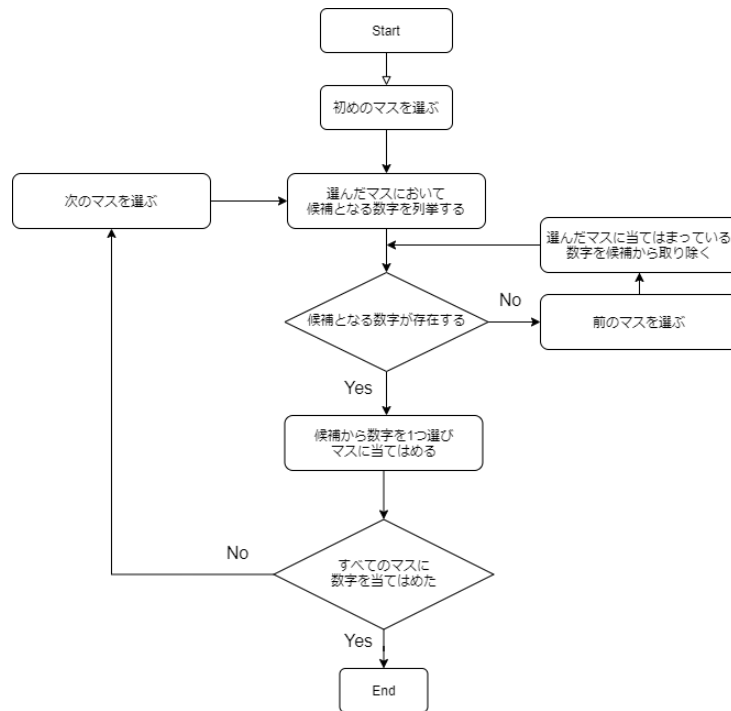 Start
初めのマスを選ぶ
次のマスを選ぶ
選んだマスにおいて
候補となる数字を列挙する
選んだマスに当てはまっている
数字を候補から取り除く
候補となる数字が存在する
No
前のマスを選ぶ
Yes
候補から数字を1つ選び
マスに当てはめる
No
すべてのマスに
数字を当てはめた
Yes
End